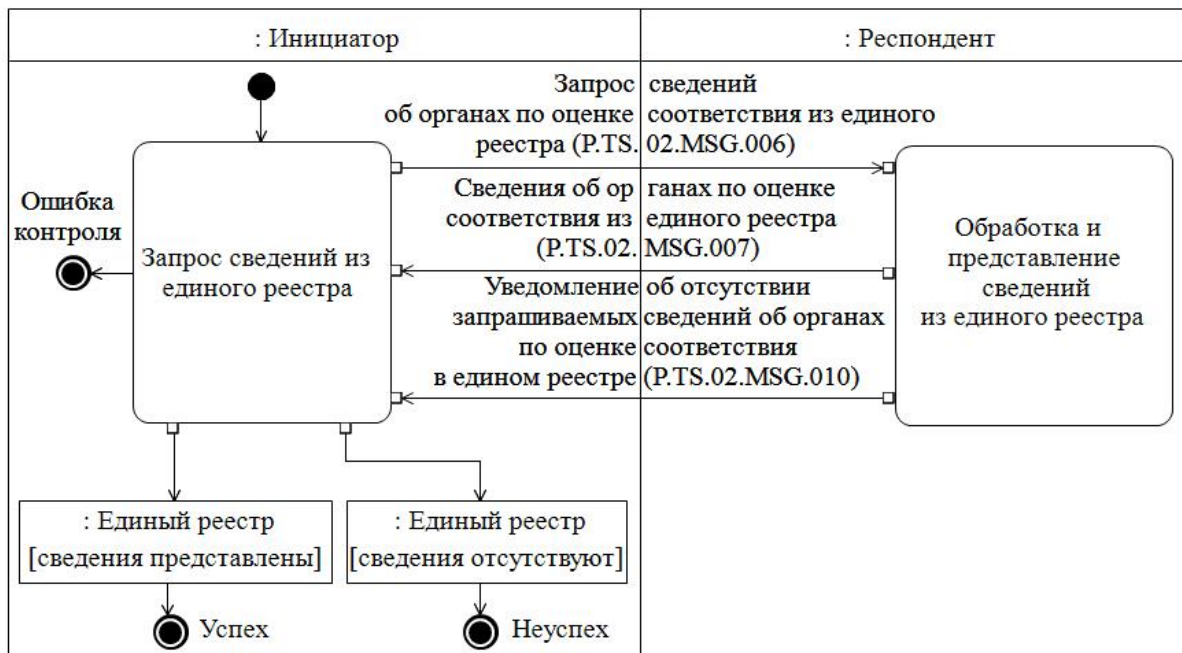 : Инициатор
: Респондент
Запрос сведений
об органах по оценке соответствия из единого
реестра (P.TS.02.MSG.006)
Сведения об органах по оценке
соответствия из единого реестра
(P.TS.02.MSG.007)
Уведомление об отсутствии
запрашиваемых сведений об органах
по оценке соответствия
в едином реестре (P.TS.02.MSG.010)
Ошибка
контроля
Запрос сведений из
единого реестра
Обработка и
представление
сведений
из единого реестра
: Единый реестр
[сведения представлены]
: Единый реестр
[сведения отсутствуют]
Успех
Неуспех